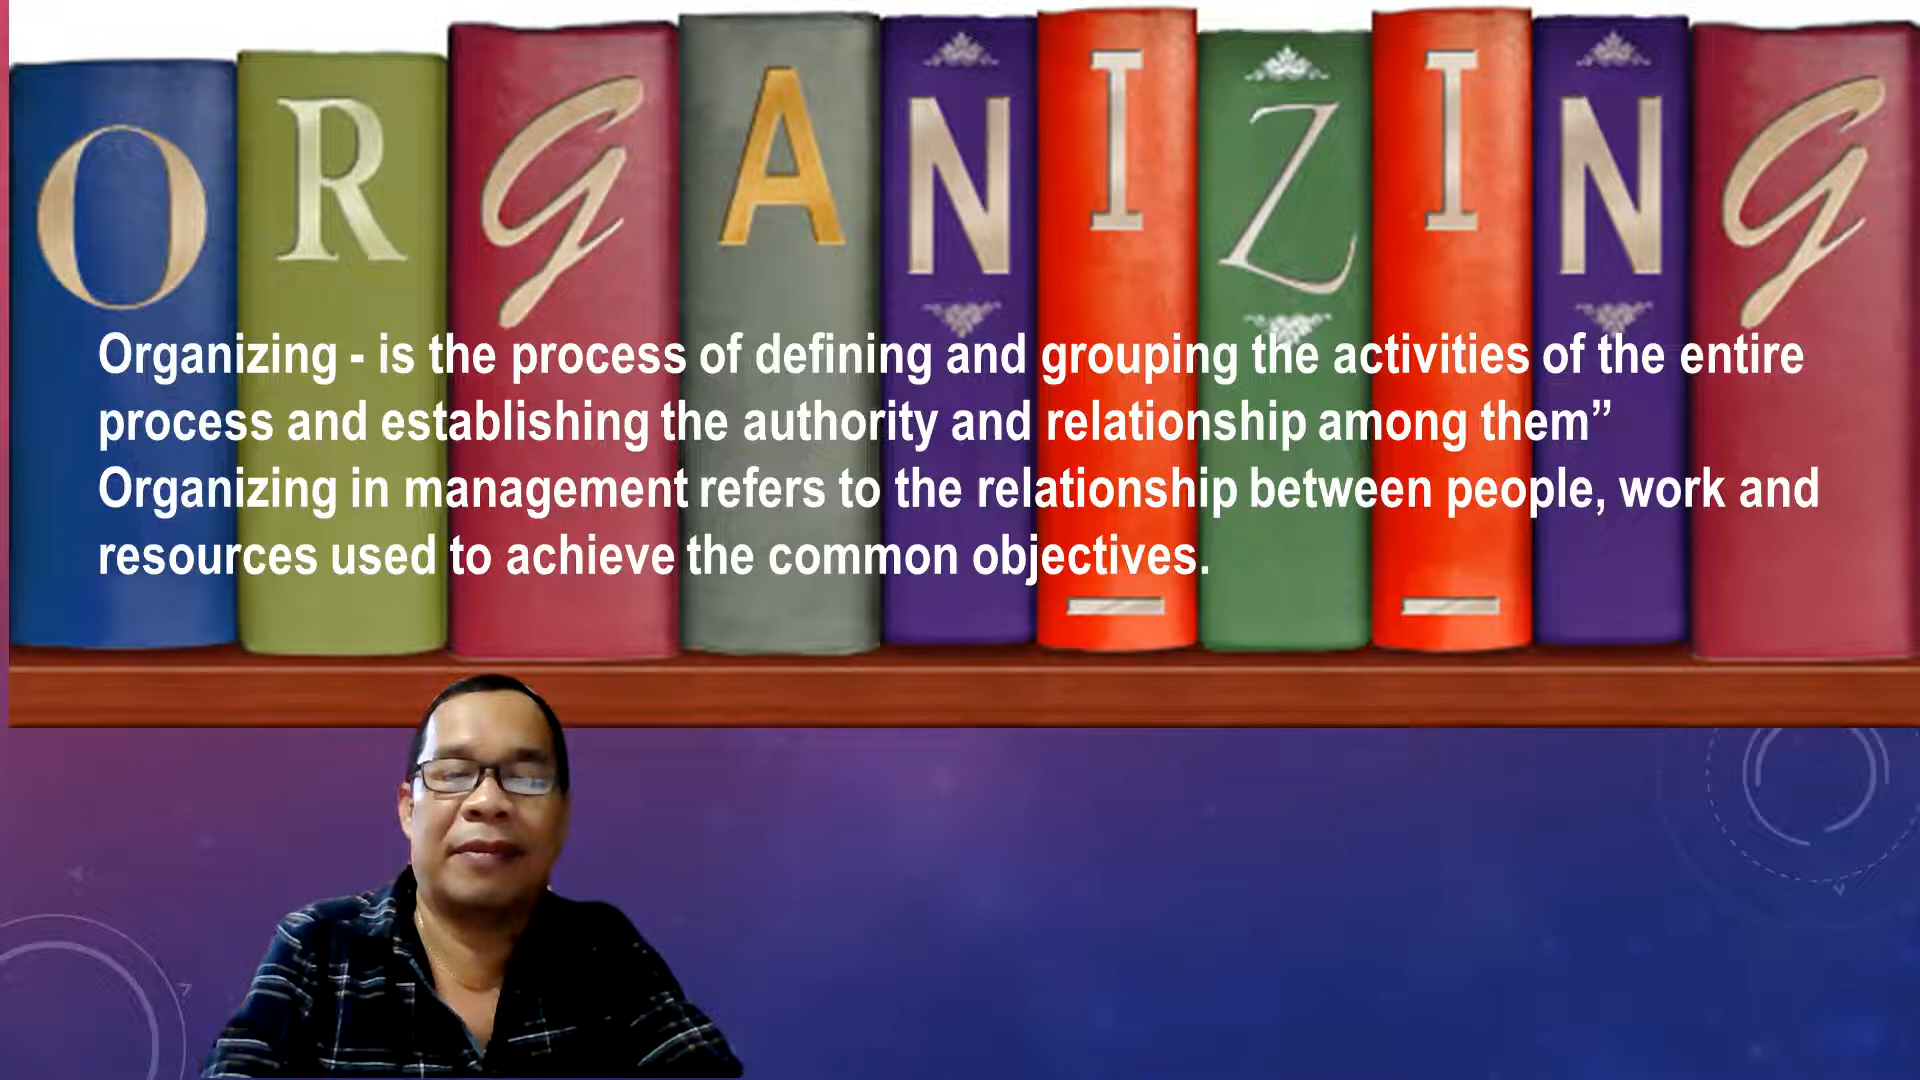 ORGANIZING
Organizing - is the process of defining and grouping the activities of the entire
process and establishing the authority and relationship among them”
Organizing in management refers to the relationship between people, work and
resources used to achieve the common objectives.